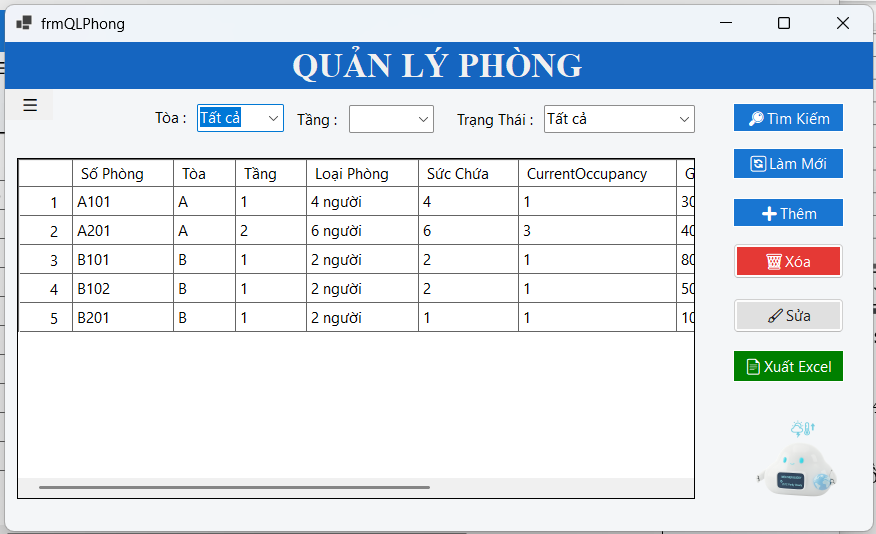 frmQLPhong
QUẢN LÝ PHÒNG
Tòa : Tất cả Tầng : Trạng Thái : Tất cả
Tìm Kiếm
Làm Mới
Thêm
Xóa
Sửa
Xuất Excel
Số Phòng Tòa Tầng Loại Phòng Sức Chứa CurrentOccupancy G
1 A101 A 1 4 người 4 1 30
2 A201 A 2 6 người 6 3 40
3 B101 B 1 2 người 2 1 80
4 B102 B 1 2 người 2 1 50
5 B201 B 1 2 người 1 1 10